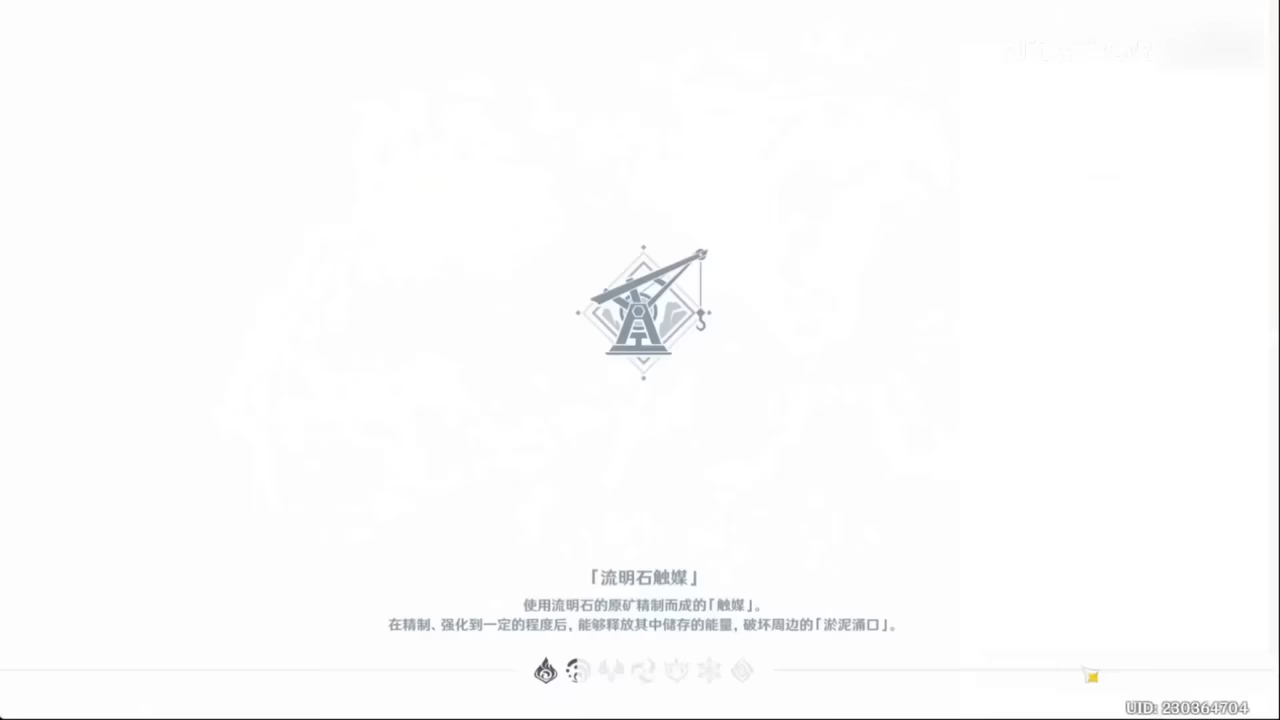 「流明石触媒」
使用流明石的原矿精制而成的「触媒」。
在精制、强化到一定的程度后，能够释放其中储存的能量，破坏周边的「淤泥涌口」。
UID: 230364704